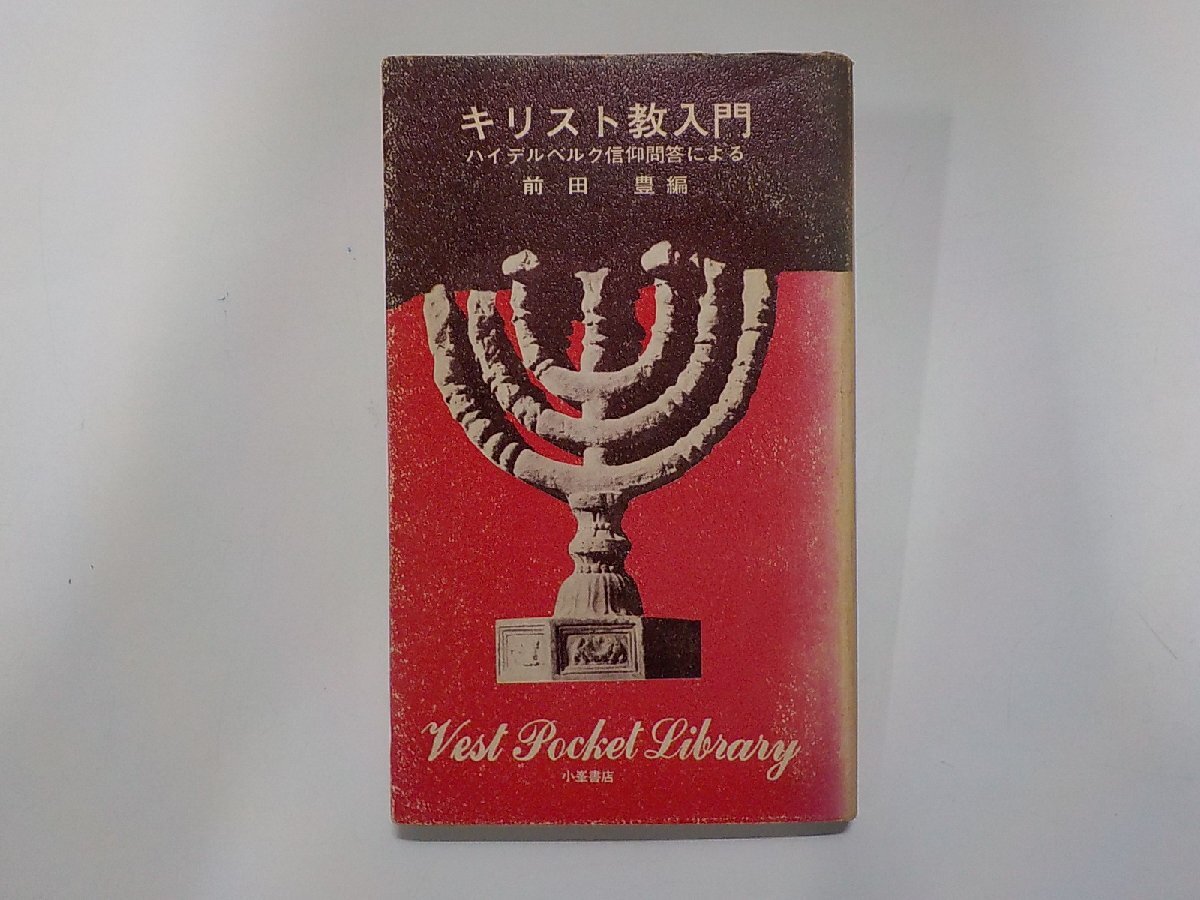 キリスト教入門
ハイデルベルク信仰問答による
前田 豊編
Vest Pocket Library
小峯書店